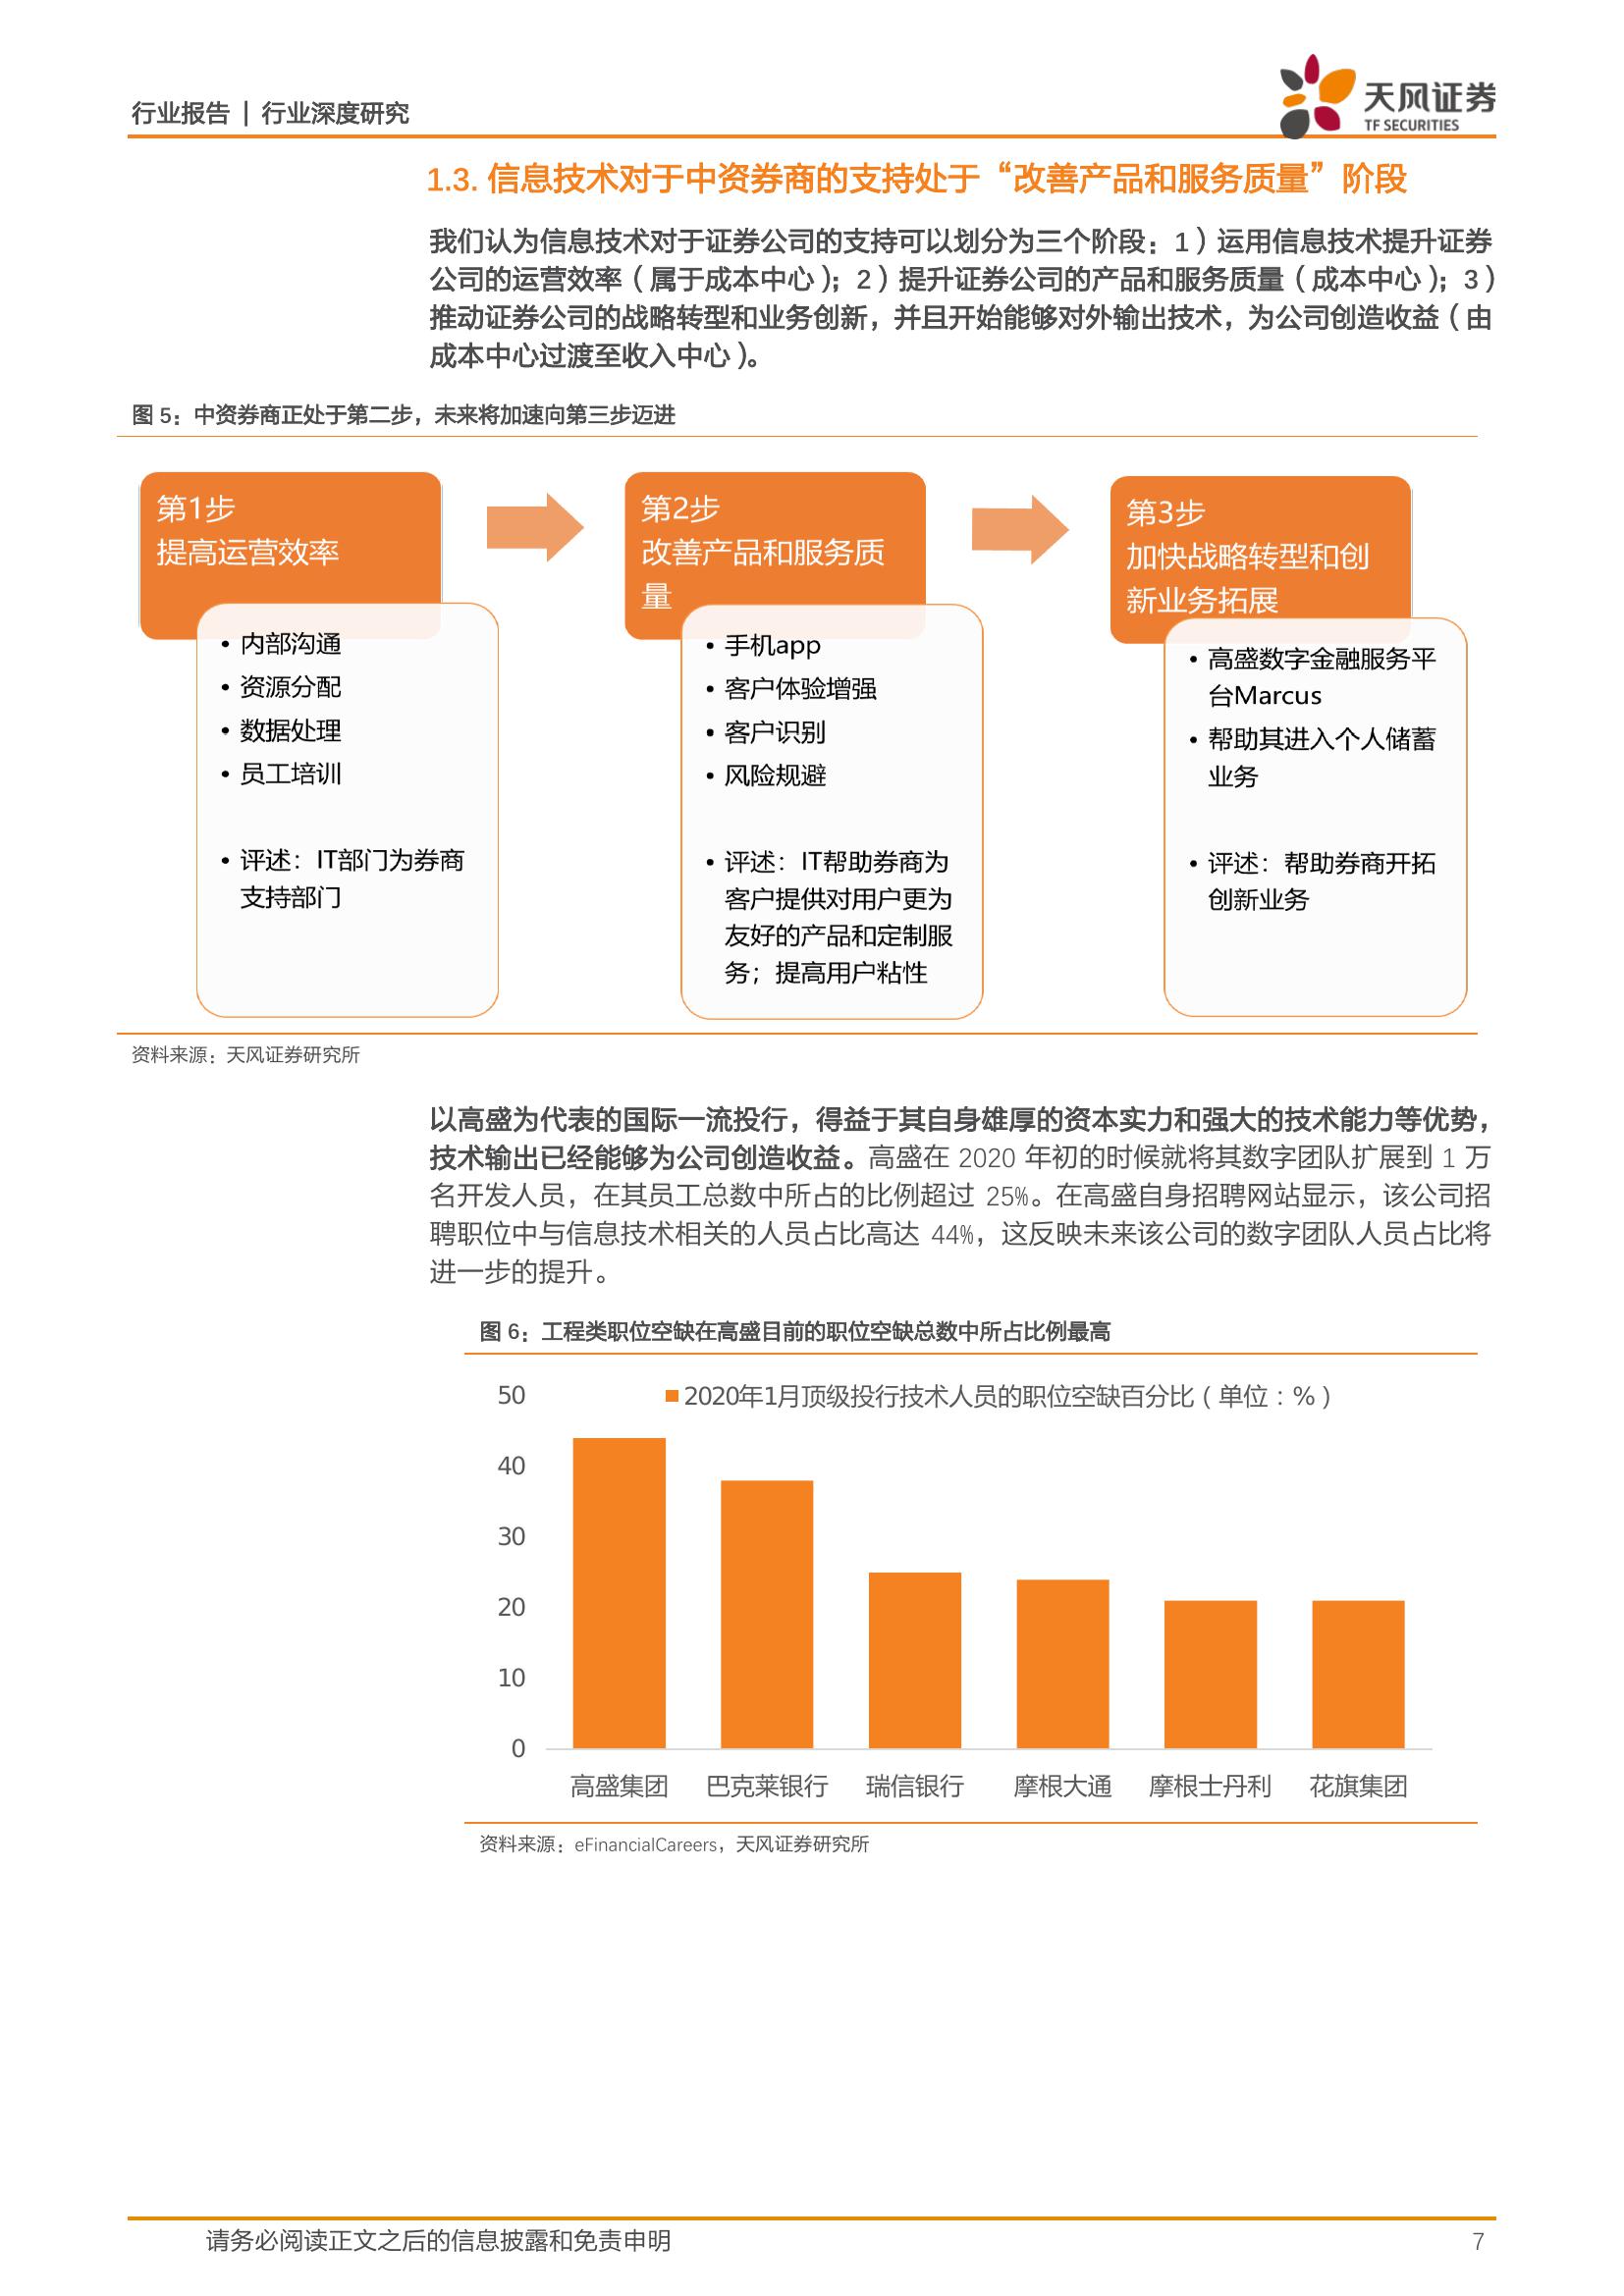 行业报告 | 行业深度研究
天风证券
TF SECURITIES
1.3. 信息技术对于中资券商的支持处于“改善产品和服务质量”阶段
我们认为信息技术对于证券公司的支持可以划分为三个阶段：1）运用信息技术提升证券
公司的运营效率（属于成本中心）；2）提升证券公司的产品和服务质量（成本中心）；3）
推动证券公司的战略转型和业务创新，并且开始能够对外输出技术，为公司创造收益（由
成本中心过渡至收入中心）。
图 5：中资券商正处于第二步，未来将加速向第三步迈进
第1步
提高运营效率
• 内部沟通
• 资源分配
• 数据处理
• 员工培训
• 评述：IT部门为券商
支持部门
第2步
改善产品和服务质
量
• 手机app
• 客户体验增强
• 客户识别
• 风险规避
• 评述：IT帮助券商为
客户提供对用户更为
友好的产品和定制服
务；提高用户粘性
第3步
加快战略转型和创
新业务拓展
• 高盛数字金融服务平
台Marcus
• 帮助其进入个人储蓄
业务
• 评述：帮助券商开拓
创新业务
资料来源：天风证券研究所
以高盛为代表的国际一流投行，得益于其自身雄厚的资本实力和强大的技术能力等优势，
技术输出已经能够为公司创造收益。高盛在 2020 年初的时候就将其数字团队扩展到 1 万
名开发人员，在其员工总数中所占的比例超过 25%。在高盛自身招聘网站显示，该公司招
聘职位中与信息技术相关的人员占比高达 44%，这反映未来该公司的数字团队人员占比将
进一步的提升。
图 6：工程类职位空缺在高盛目前的职位空缺总数中所占比例最高
2020年1月顶级投行技术人员的职位空缺百分比（单位：%）
50
40
30
20
10
0
高盛集团 巴克莱银行 瑞信银行 摩根大通 摩根士丹利 花旗集团
资料来源：eFinancialCareers，天风证券研究所
请务必阅读正文之后的信息披露和免责申明 7